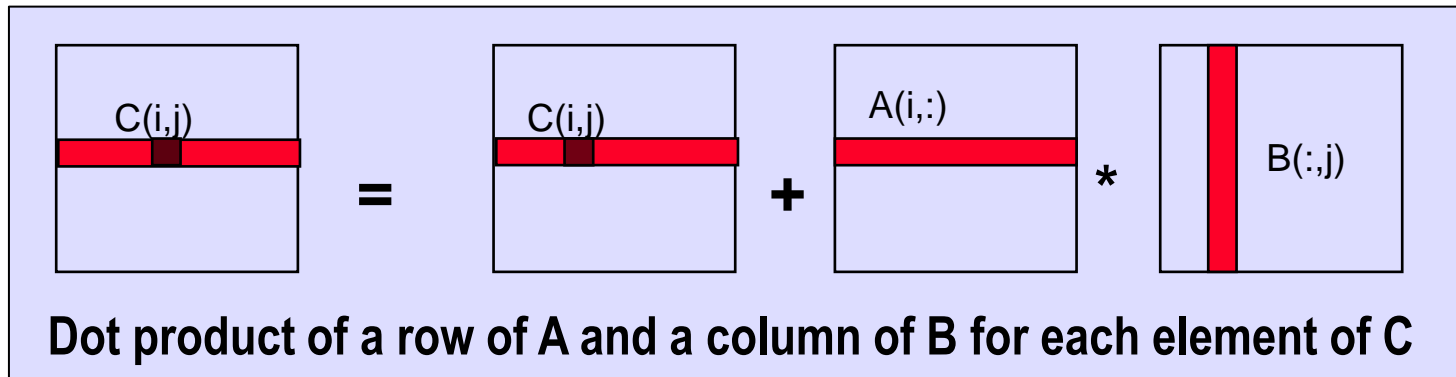 C(i,j) C(i,j) A(i,:)
= + * B(:,j)
Dot product of a row of A and a column of B for each element of C